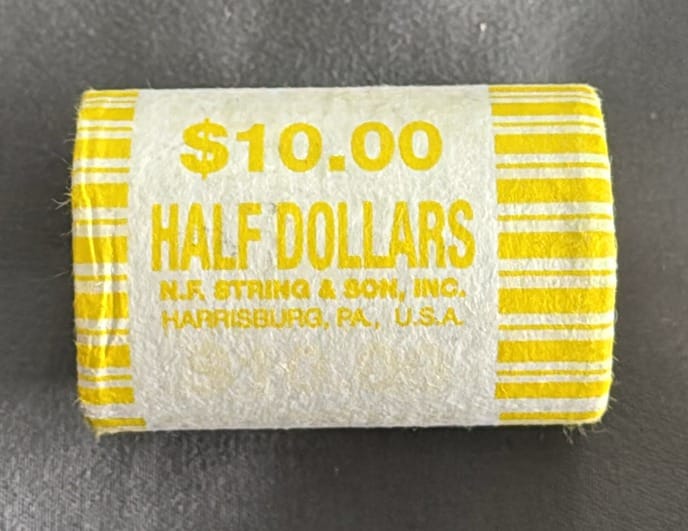 $10.00
HALF DOLLARS
N.F. STRING & SON, INC.
HARRISBURG, PA., U.S.A.